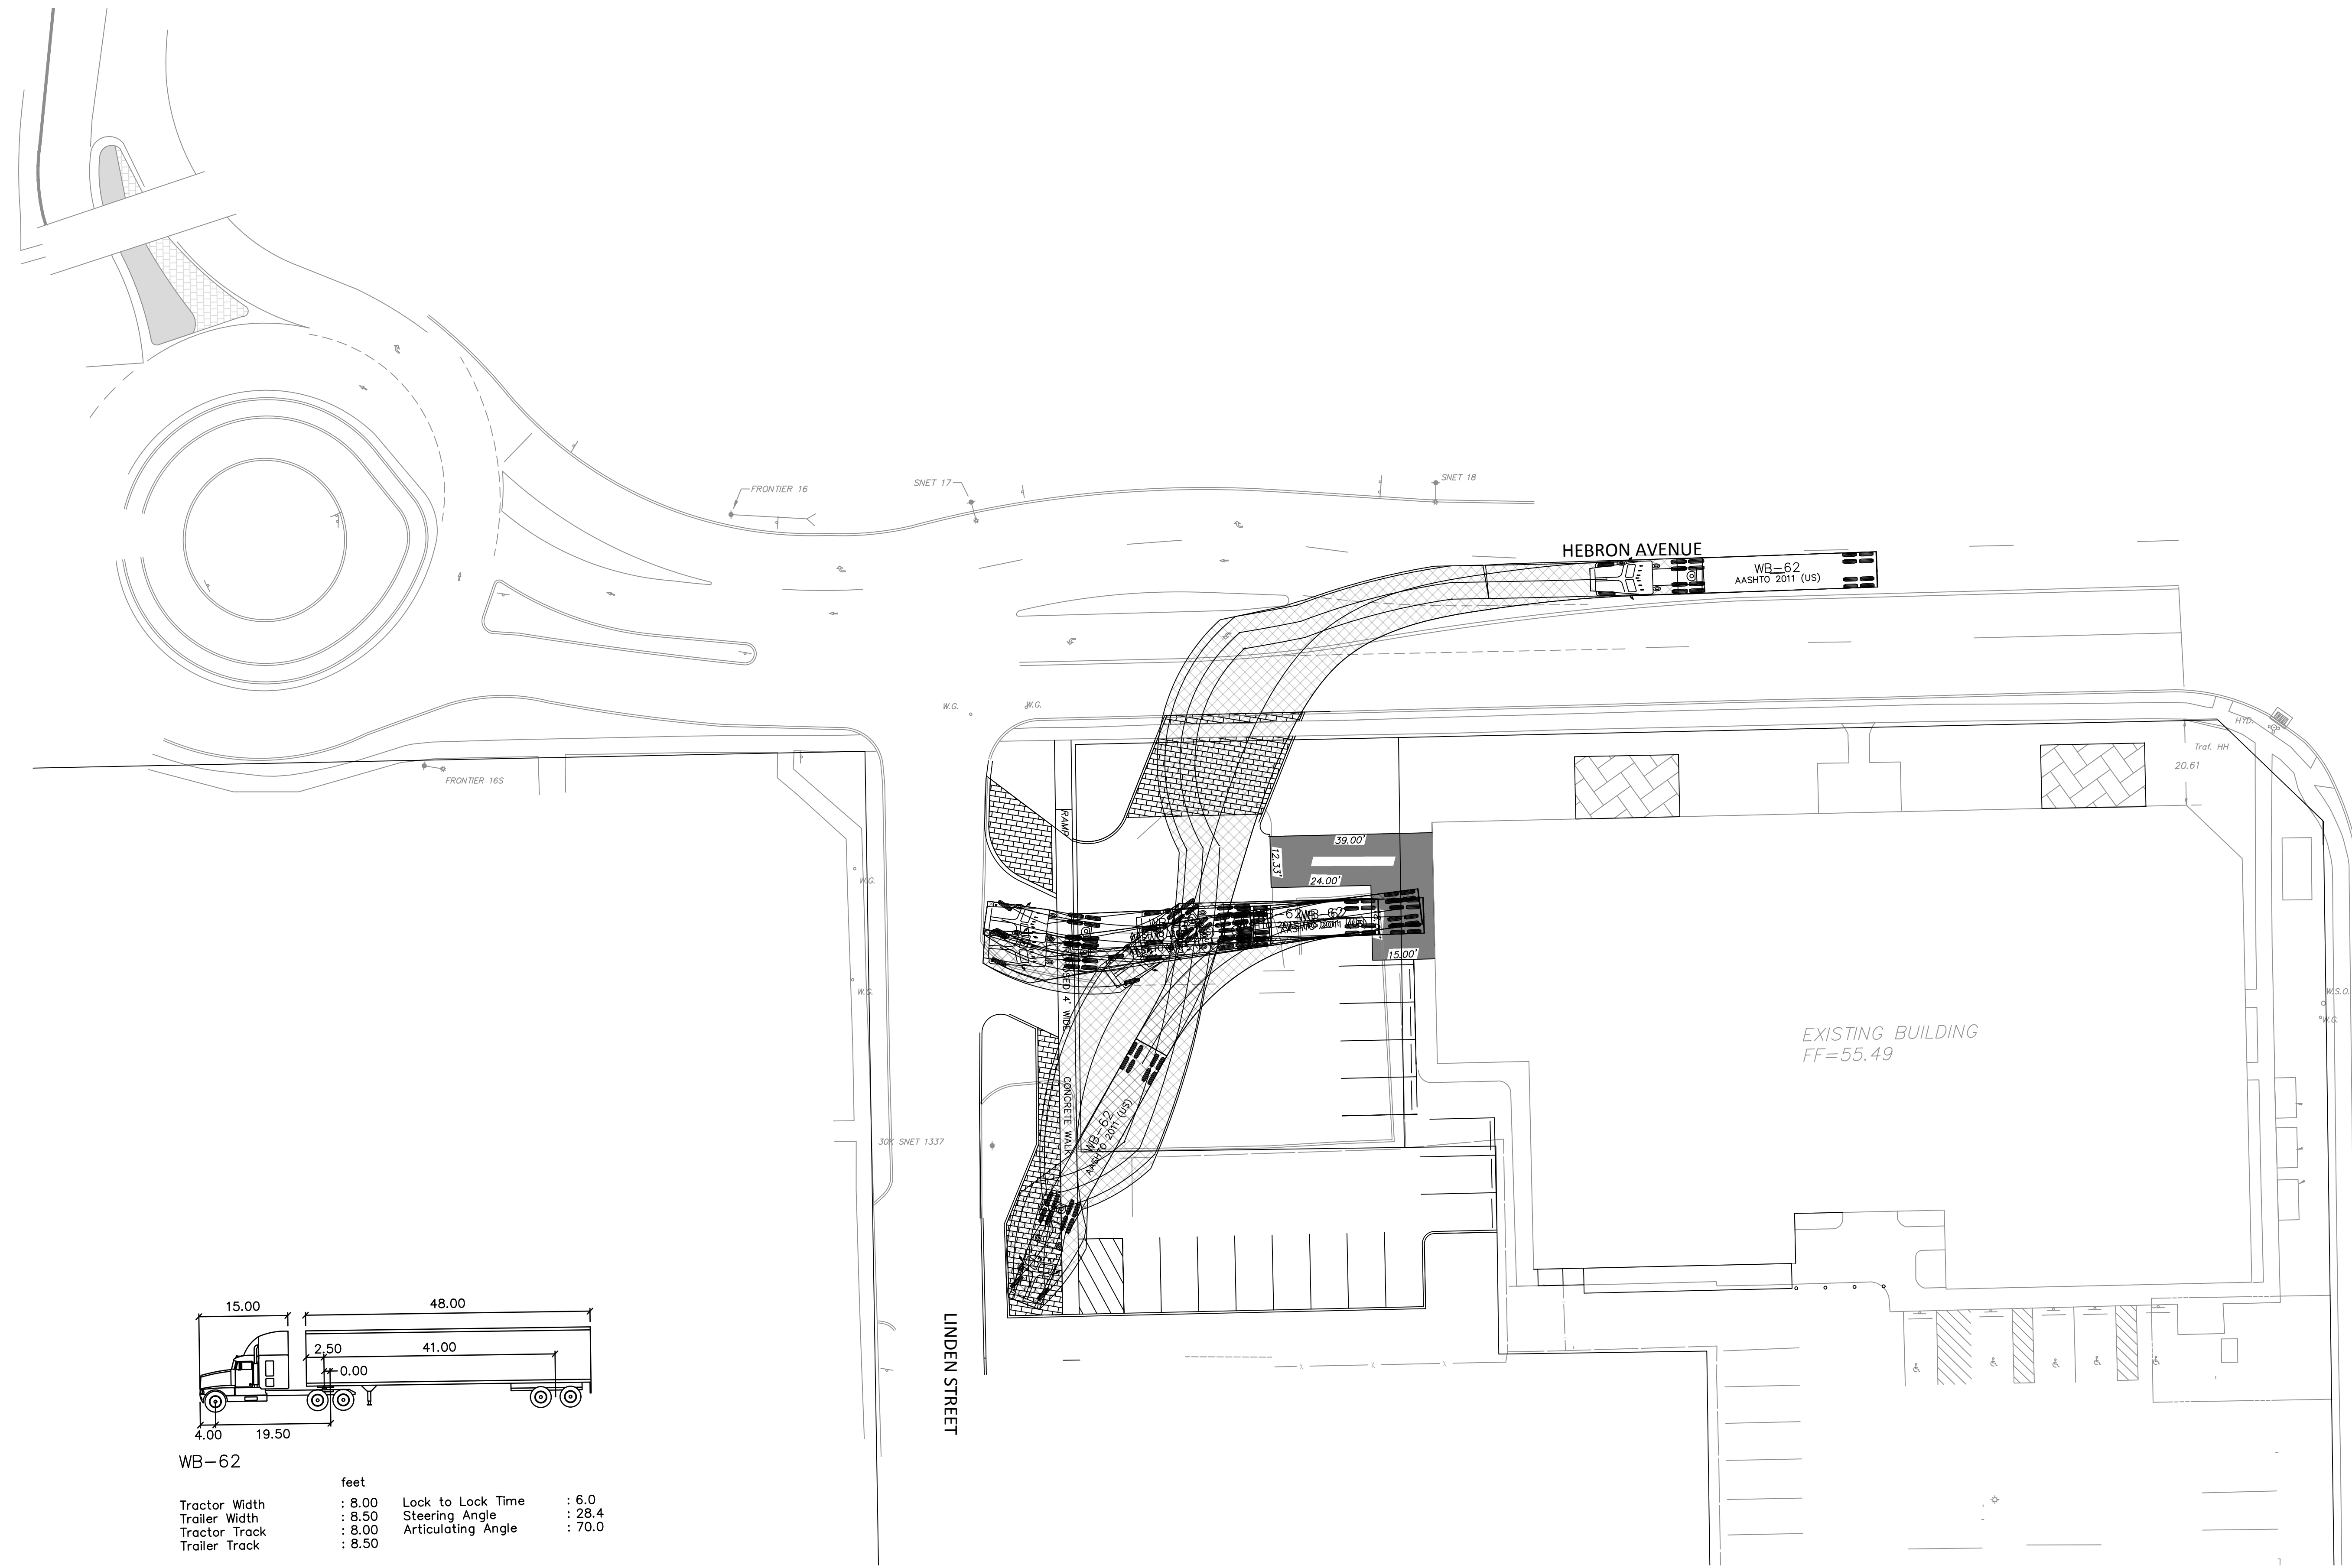 FRONTIER 16
SNET 17
SNET 18
HEBRON AVENUE
WB-62
AASHTO 2011 (US)
W.G.
W.G.
HYD.
Traf. HH
20.61
FRONTIER 16S
RAMP
39.00'
12.33'
24.00'
W.G.
15.00'
W.G.
4' WIDE
CONCRETE WALK
W.S.O.
W.G.
EXISTING BUILDING
FF=55.49
WB-62
AASHTO 2011 (US)
SNET 1337
LINDEN STREET
15.00
48.00
2.50
41.00
0.00
4.00
19.50
WB-62
feet
Tractor Width : 8.00 Lock to Lock Time : 6.0
Trailer Width : 8.50 Steering Angle : 28.4
Tractor Track : 8.00 Articulating Angle : 70.0
Trailer Track : 8.50